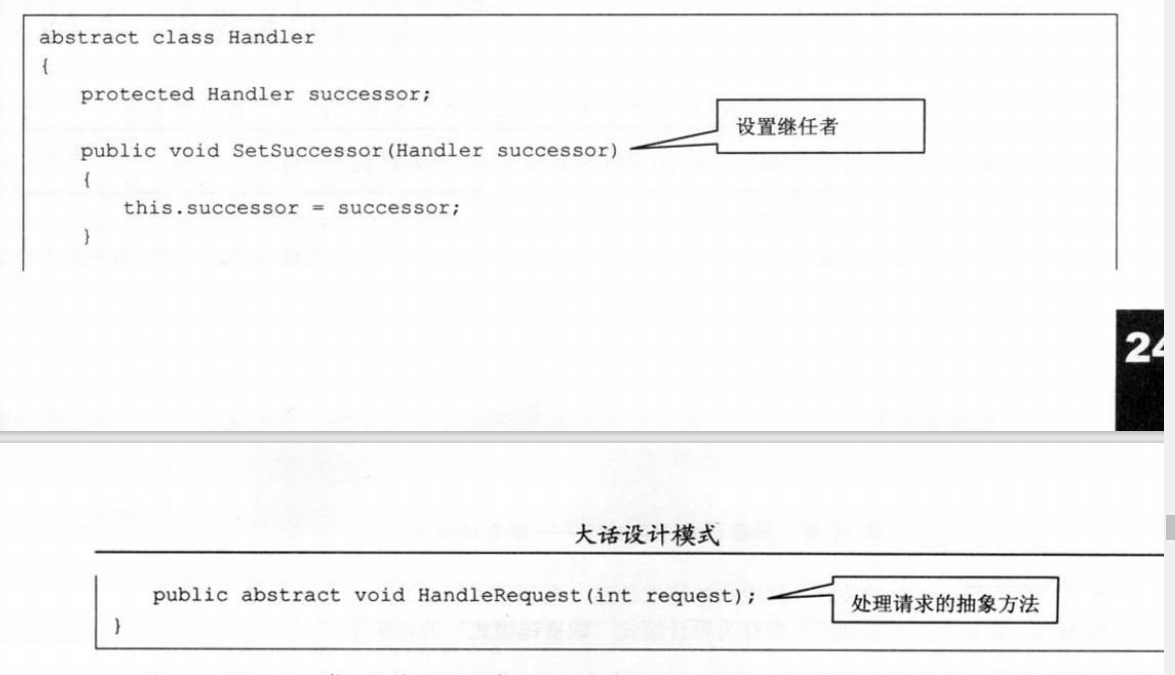 abstract class Handler
{
protected Handler successor;
设置继任者
public void SetSuccessor(Handler successor)
{
this.successor = successor;
}
24
大话设计模式
public abstract void HandleRequest(int request);
处理请求的抽象方法
}